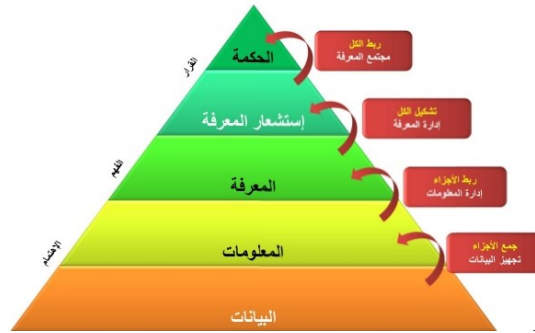 ربط الكل
مجتمع المعرفة
الحكمة
القرار
تشكيل الكل
إدارة المعرفة
إستشعار المعرفة
ربط الأجزاء
إدارة المعلومات
الفهم
المعرفة
جمع الأجزاء
تجهيز البيانات
الاهتمام
المعلومات
البيانات